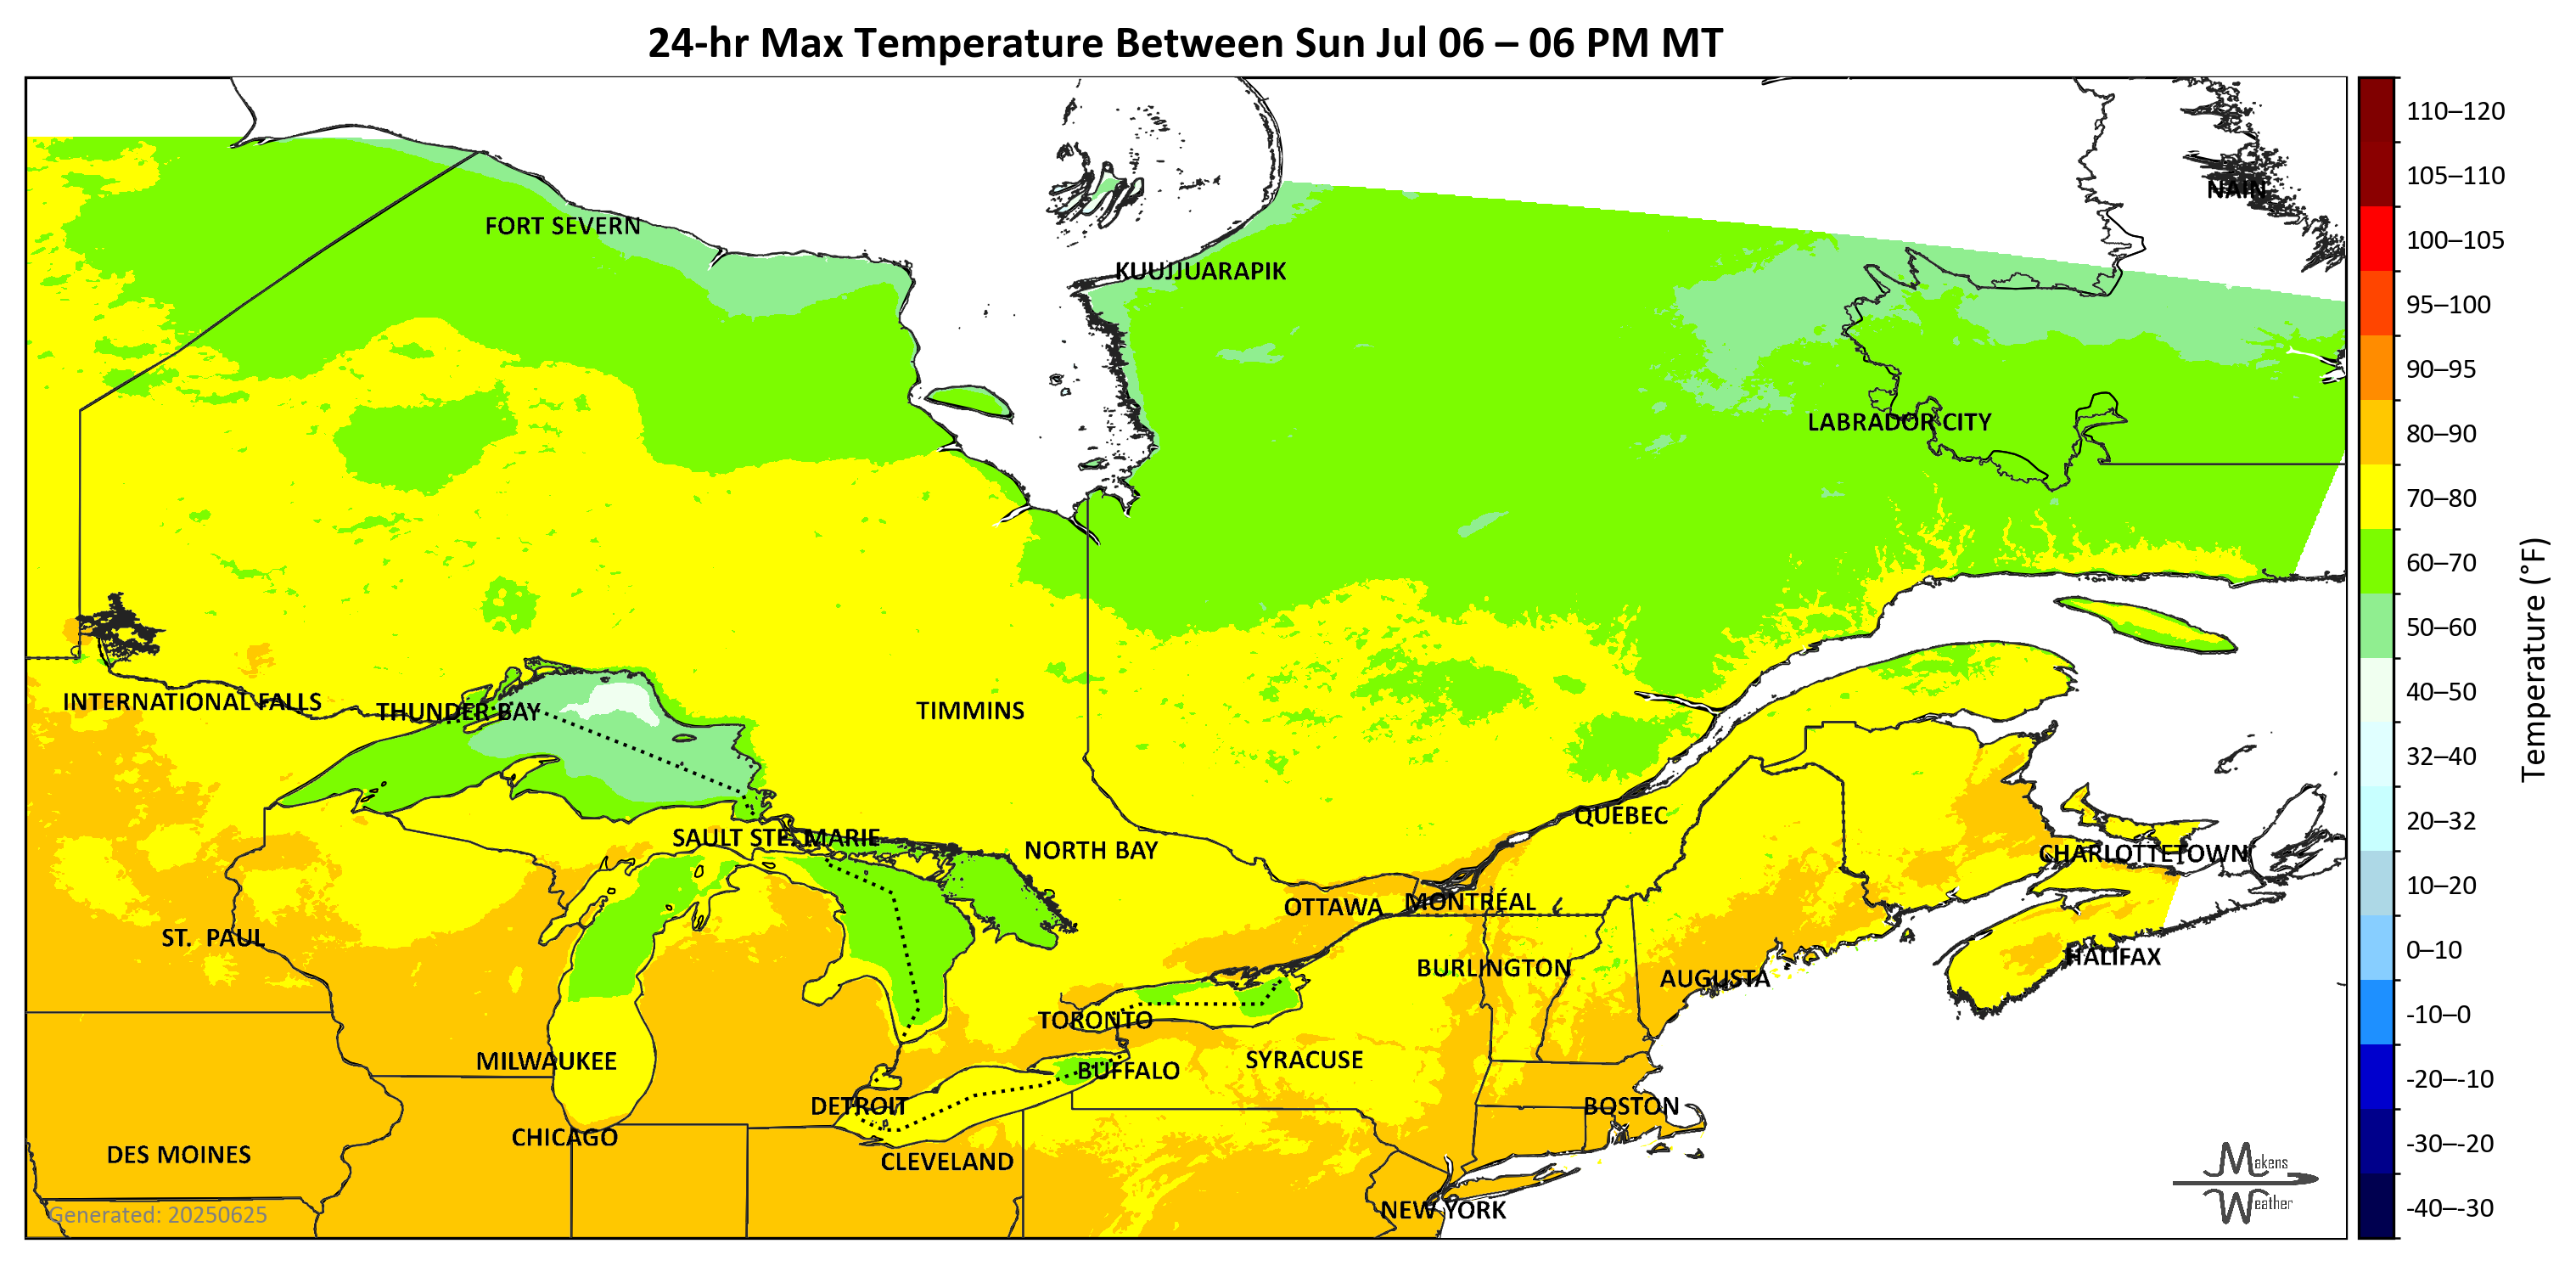 24-hr Max Temperature Between Sun Jul 06 – 06 PM MT
NAIN
FORT SEVERN
KUUJJUARAPIK
LABRADOR CITY
INTERNATIONAL FALLS
THUNDER BAY
TIMMINS
QUÉBEC
SAULT STE. MARIE
NORTH BAY
CHARLOTTETOWN
OTTAWA
MONTRÉAL
ST. PAUL
HALIFAX
BURLINGTON
AUGUSTA
TORONTO
MILWAUKEE
SYRACUSE
BUFFALO
DETROIT
BOSTON
CHICAGO
DES MOINES
CLEVELAND
NEW YORK
Generated: 20250625
Makens
Weather
110–120
105–110
100–105
95–100
90–95
80–90
70–80
60–70
50–60
40–50
32–40
20–32
10–20
0–10
-10–0
-20–-10
-30–-20
-40–-30
Temperature (°F)